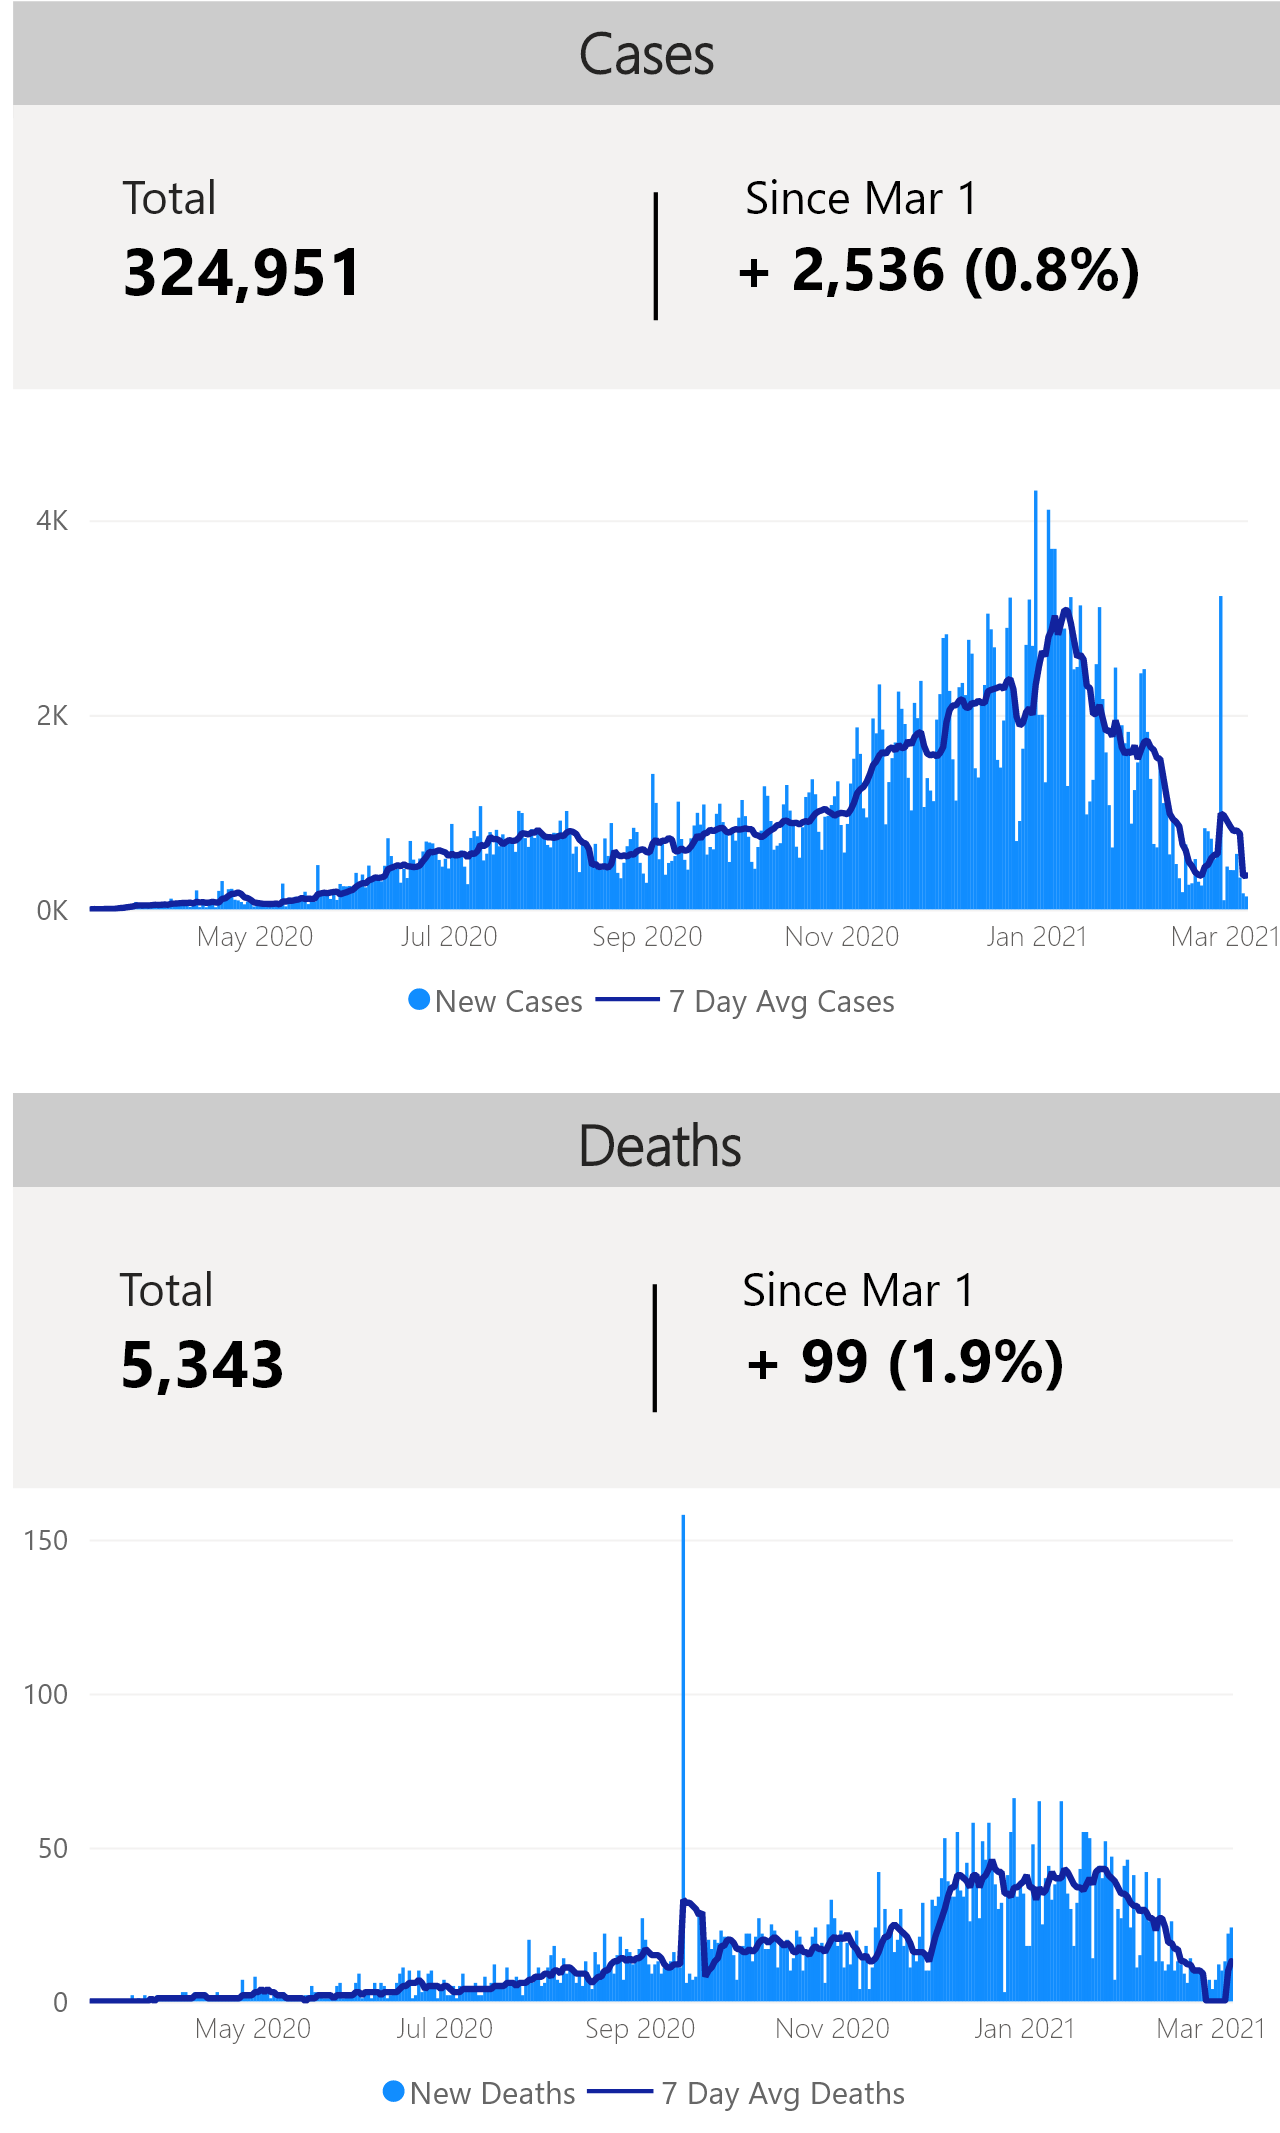 Cases
Total
Since Mar 1
324,951
+ 2,536 (0.8%)
4K
2K
0K
May 2020
Jul 2020
Sep 2020
Nov 2020
Jan 2021
Mar 2021
New Cases
7 Day Avg Cases
Deaths
Total
Since Mar 1
5,343
+ 99 (1.9%)
150
100
50
0
May 2020
Jul 2020
Sep 2020
Nov 2020
Jan 2021
Mar 2021
New Deaths
7 Day Avg Deaths